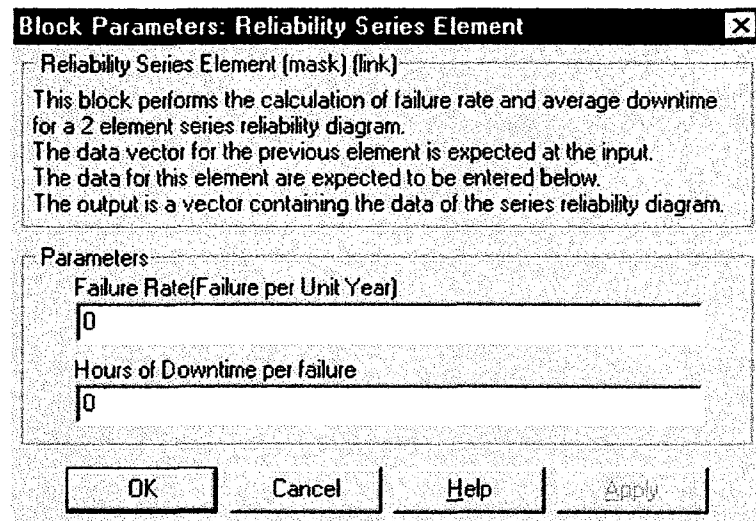 Block Parameters: Reliability Series Element
Reliability Series Element (mask) (link)
This block performs the calculation of failure rate and average downtime
for a 2 element series reliability diagram.
The data vector for the previous element is expected at the input.
The data for this element are expected to be entered below.
The output is a vector containing the data of the series reliability diagram.
Parameters
Failure Rate(Failure per Unit Year)
0
Hours of Downtime per failure
0
OK Cancel Help Apply